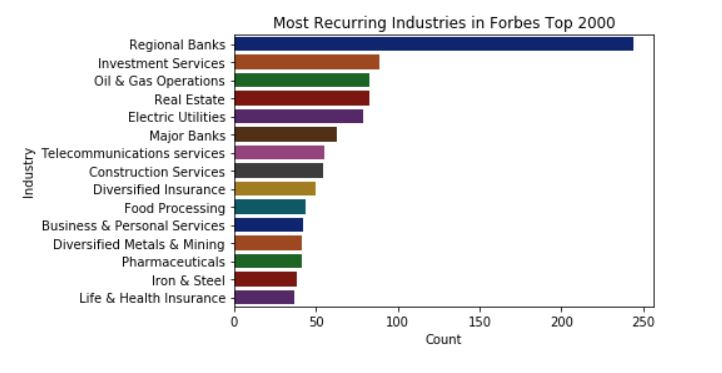 Most Recurring Industries in Forbes Top 2000
Industry
Regional Banks
Investment Services
Oil & Gas Operations
Real Estate
Electric Utilities
Major Banks
Telecommunications services
Construction Services
Diversified Insurance
Food Processing
Business & Personal Services
Diversified Metals & Mining
Pharmaceuticals
Iron & Steel
Life & Health Insurance
0 50 100 150 200 250
Count